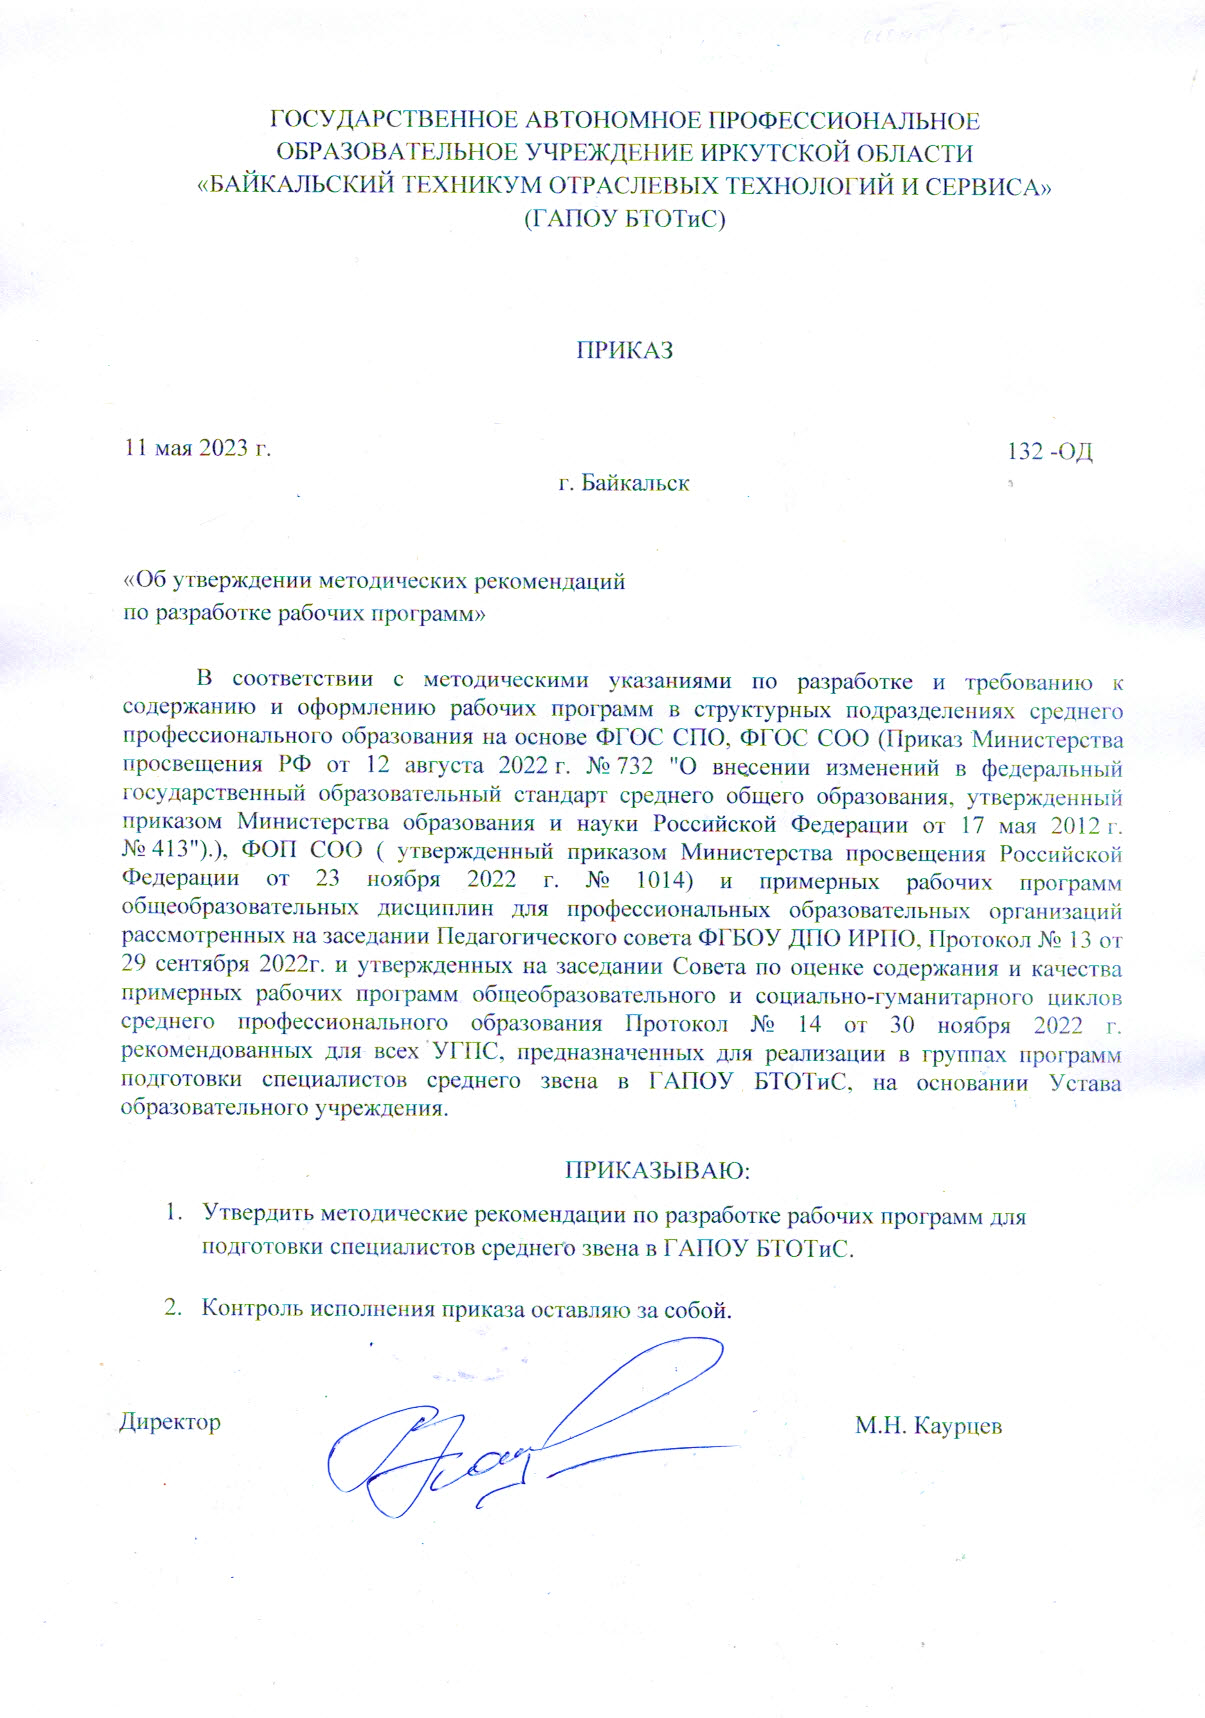 ГОСУДАРСТВЕННОЕ АВТОНОМНОЕ ПРОФЕССИОНАЛЬНОЕ
ОБРАЗОВАТЕЛЬНОЕ УЧРЕЖДЕНИЕ ИРКУТСКОЙ ОБЛАСТИ
«БАЙКАЛЬСКИЙ ТЕХНИКУМ ОТРАСЛЕВЫХ ТЕХНОЛОГИЙ И СЕРВИСА»
(ГАПОУ БТОТиС)
ПРИКАЗ
11 мая 2023 г. 132 -ОД
г. Байкальск
«Об утверждении методических рекомендаций
по разработке рабочих программ»
В соответствии с методическими указаниями по разработке и требованию к
содержанию и оформлению рабочих программ в структурных подразделениях среднего
профессионального образования на основе ФГОС СПО, ФГОС СОО (Приказ Министерства
просвещения РФ от 12 августа 2022 г. № 732 "О внесении изменений в федеральный
государственный образовательный стандарт среднего общего образования, утвержденный
приказом Министерства образования и науки Российской Федерации от 17 мая 2012 г.
№ 413").), ФОП СОО ( утвержденный приказом Министерства просвещения Российской
Федерации от 23 ноября 2022 г. № 1014) и примерных рабочих программ
общеобразовательных дисциплин для профессиональных образовательных организаций
рассмотренных на заседании Педагогического совета ФГБОУ ДПО ИРПО, Протокол № 13 от
29 сентября 2022г. и утвержденных на заседании Совета по оценке содержания и качества
примерных рабочих программ общеобразовательного и социально-гуманитарного циклов
среднего профессионального образования Протокол № 14 от 30 ноября 2022 г.
рекомендованных для всех УГПС, предназначенных для реализации в группах программ
подготовки специалистов среднего звена в ГАПОУ БТОТиС, на основании Устава
образовательного учреждения.
ПРИКАЗЫВАЮ:
1. Утвердить методические рекомендации по разработке рабочих программ для
подготовки специалистов среднего звена в ГАПОУ БТОТиС.
2. Контроль исполнения приказа оставляю за собой.
Директор М.Н. Каурцев